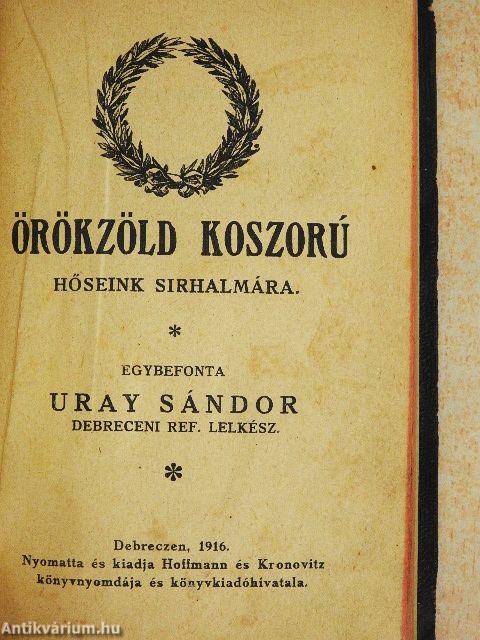 ÖRÖKZÖLD KOSZORÚ
HŐSEINK SIRHALMÁRA.
*
EGYBEFONTA
URAY SÁNDOR
DEBRECENI REF. LELKÉSZ.
*
Debreczen, 1916.
Nyomatta és kiadja Hoffmann és Kronovitz
könyvnyomdája és könyvkiadóhivatala.
Antikvárium.hu